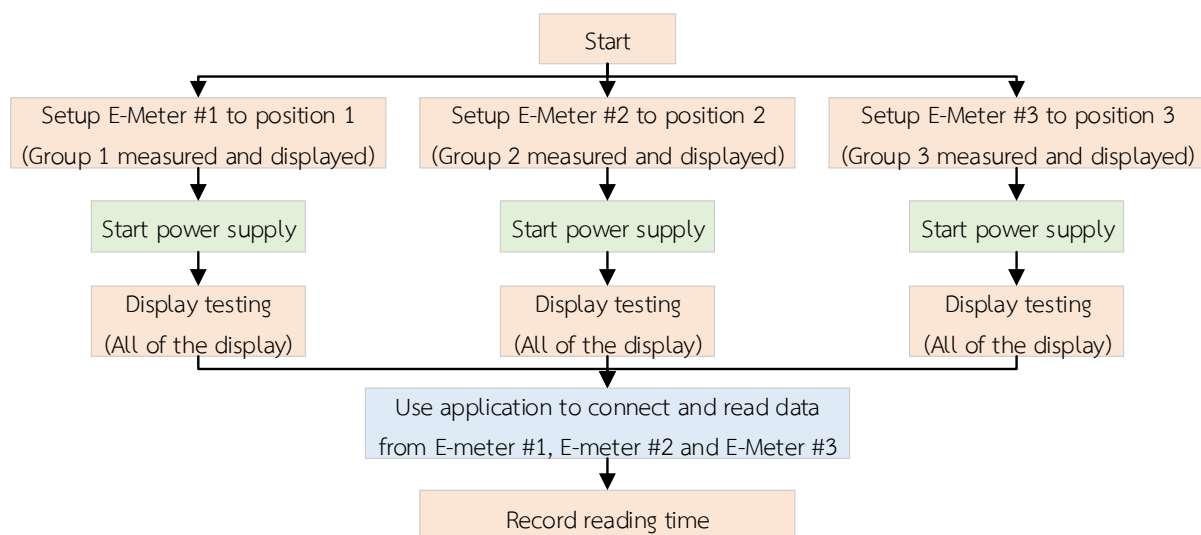 Start
Setup E-Meter #1 to position 1
(Group 1 measured and displayed)
Setup E-Meter #2 to position 2
(Group 2 measured and displayed)
Setup E-Meter #3 to position 3
(Group 3 measured and displayed)
Start power supply
Start power supply
Start power supply
Display testing
(All of the display)
Display testing
(All of the display)
Display testing
(All of the display)
Use application to connect and read data
from E-meter #1, E-meter #2 and E-Meter #3
Record reading time